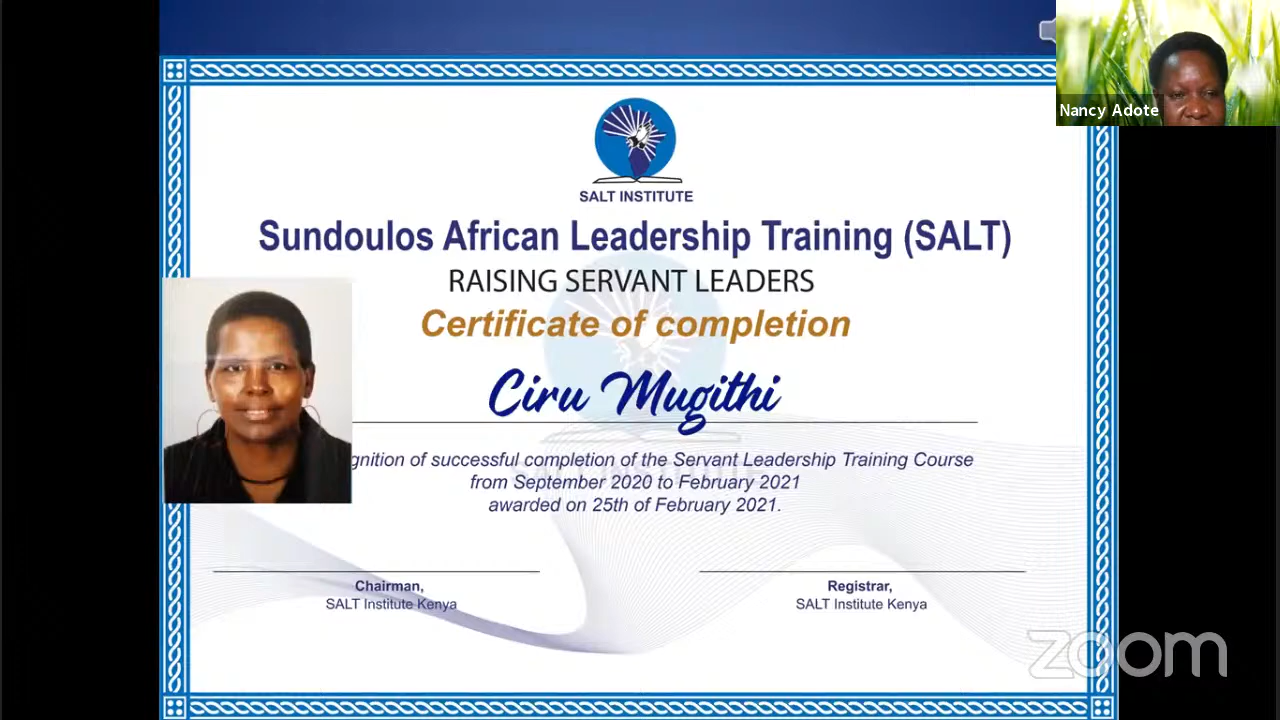 Nancy Adote
SALT INSTITUTE
Sundoulos African Leadership Training (SALT)
RAISING SERVANT LEADERS
Certificate of completion
Ciru Mugithi
of successful completion of the Servant Leadership Training Course
from September 2020 to February 2021
awarded on 25th of February 2021.
Chairman,
SALT Institute Kenya
Registrar,
SALT Institute Kenya
zoom